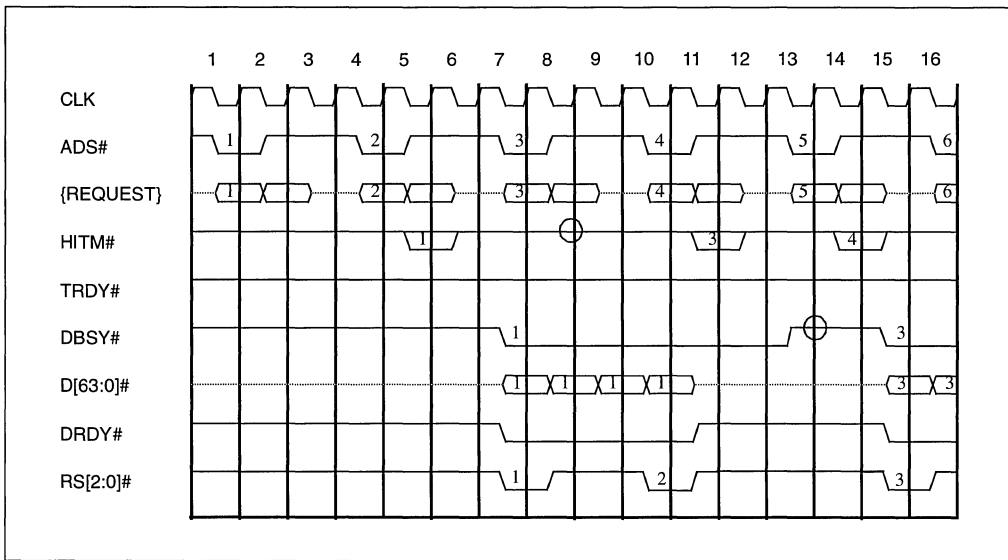 1 2 3 4 5 6 7 8 9 10 11 12 13 14 15 16
CLK
ADS# 1 2 3 4 5 6
{REQUEST} 1 2 3 4 5 6
HITM# 1 3 4
TRDY#
DBSY# 1 3
D[63:0]# 1 1 1 1 3 3
DRDY#
RS[2:0]# 1 2 3